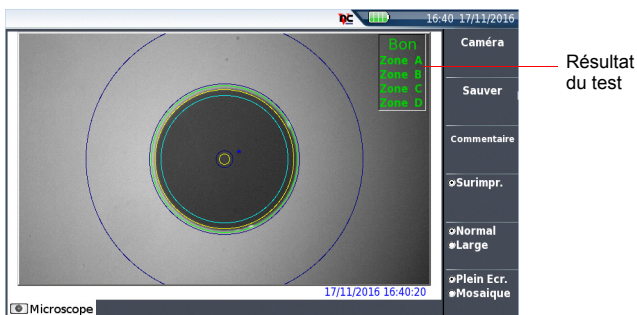 DC
16:40 17/11/2016
Bon
Zone A
Zone B
Zone C
Zone D
Caméra
Sauver
Commentaire
Surimpr.
Normal
Large
Plein Ecr.
Mosaique
Résultat
du test
17/11/2016 16:40:20
Microscope